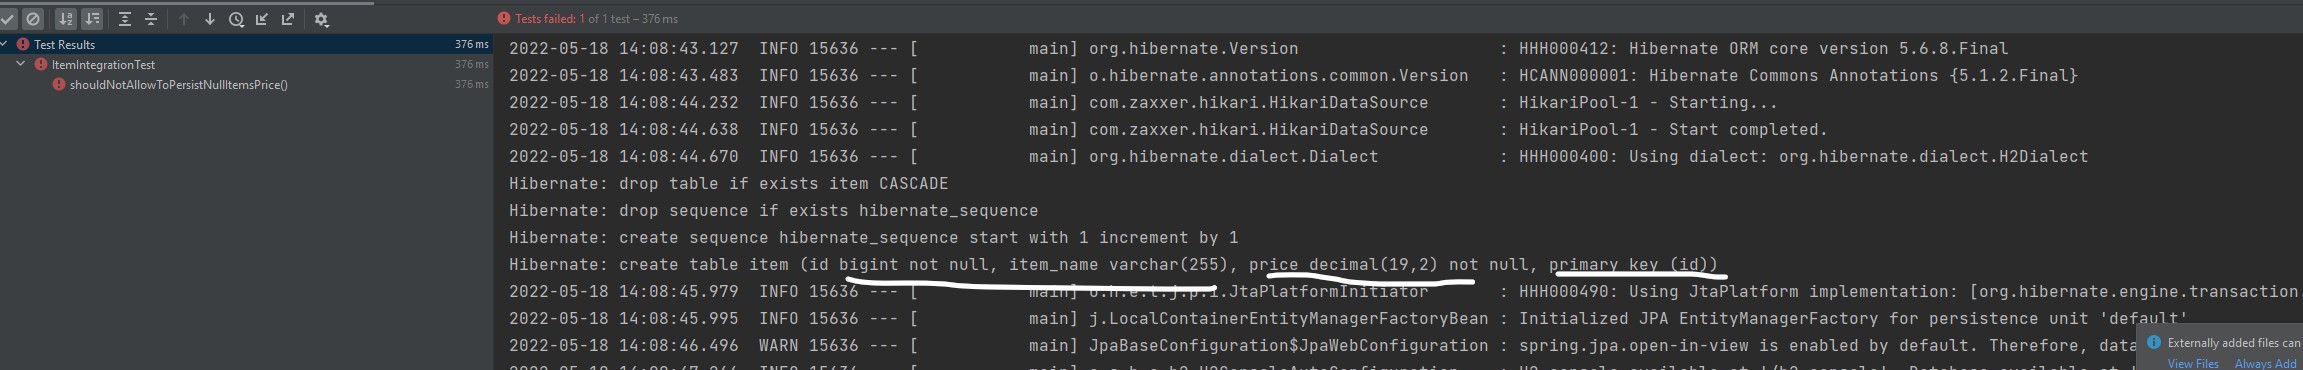 Tests failed: 1 of 1 test – 376 ms
Test Results 376 ms
ItemIntegrationTest 376 ms
shouldNotAllowToPersistNullItemsPrice() 376 ms
2022-05-18 14:08:43.127 INFO 15636 --- [ main] org.hibernate.Version : HHH000412: Hibernate ORM core version 5.6.8.Final
2022-05-18 14:08:43.483 INFO 15636 --- [ main] o.hibernate.annotations.common.Version : HCANN000001: Hibernate Commons Annotations {5.1.2.Final}
2022-05-18 14:08:44.232 INFO 15636 --- [ main] com.zaxxer.hikari.HikariDataSource : HikariPool-1 - Starting...
2022-05-18 14:08:44.638 INFO 15636 --- [ main] com.zaxxer.hikari.HikariDataSource : HikariPool-1 - Start completed.
2022-05-18 14:08:44.670 INFO 15636 --- [ main] org.hibernate.dialect.Dialect : HHH000400: Using dialect: org.hibernate.dialect.H2Dialect
Hibernate: drop table if exists item CASCADE
Hibernate: drop sequence if exists hibernate_sequence
Hibernate: create sequence hibernate_sequence start with 1 increment by 1
Hibernate: create table item (id bigint not null, item_name varchar(255), price decimal(19,2) not null, primary key (id))
2022-05-18 14:08:45.979 INFO 15636 --- [ main] o.h.e.t.j.p.i.JtaPlatformInitiator : HHH000490: Using JtaPlatform implementation: [org.hibernate.engine.transaction.
2022-05-18 14:08:45.995 INFO 15636 --- [ main] j.LocalContainerEntityManagerFactoryBean : Initialized JPA EntityManagerFactory for persistence unit 'default'
2022-05-18 14:08:46.496 WARN 15636 --- [ main] JpaBaseConfiguration$JpaWebConfiguration : spring.jpa.open-in-view is enabled by default. Therefore, data
Externally added files can
View Files Always Add